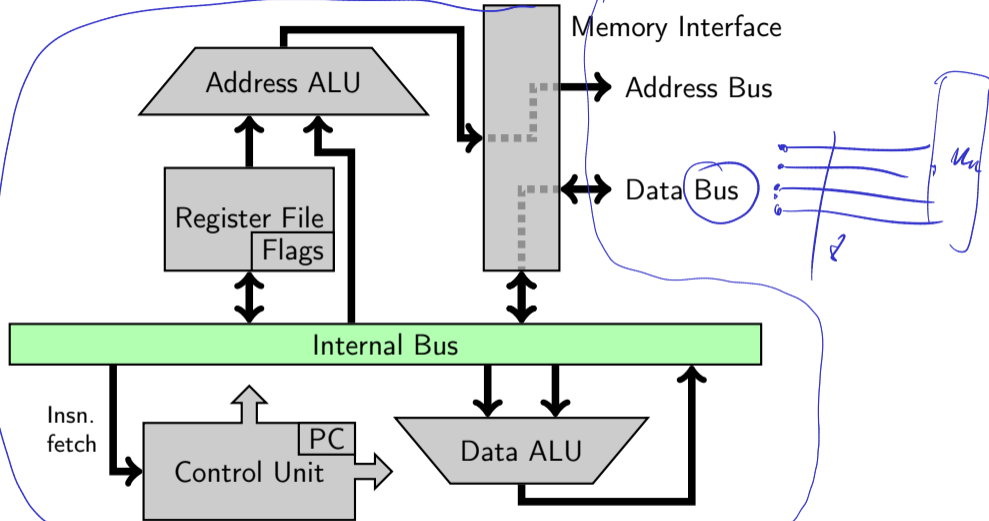 Memory Interface
Address ALU
Address Bus
Data Bus
Register File
Flags
Internal Bus
Insn.
fetch
PC
Control Unit
Data ALU